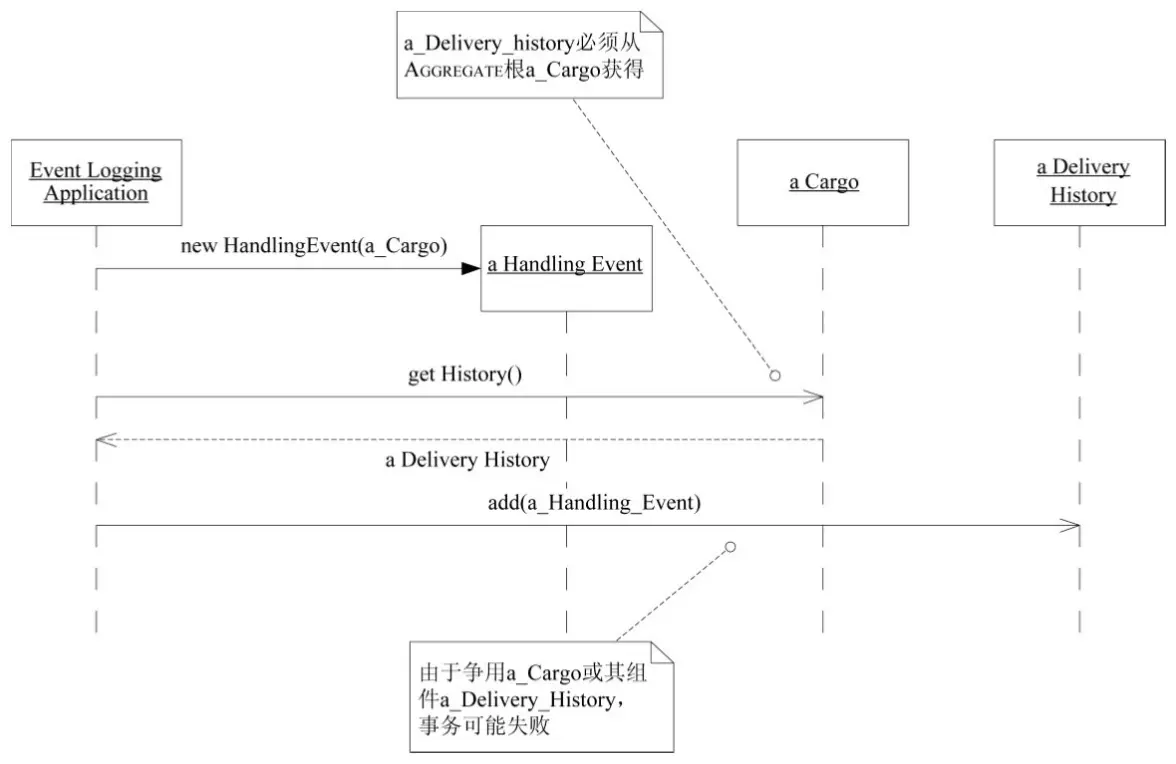 a_Delivery_history必须从
AGGREGATE根a_Cargo获得
Event Logging
Application
a Cargo
a Delivery
History
new HandlingEvent(a_Cargo)
a Handling Event
get History()
a Delivery History
add(a_Handling_Event)
由于争用a_Cargo或其组
件a_Delivery_History，
事务可能失败